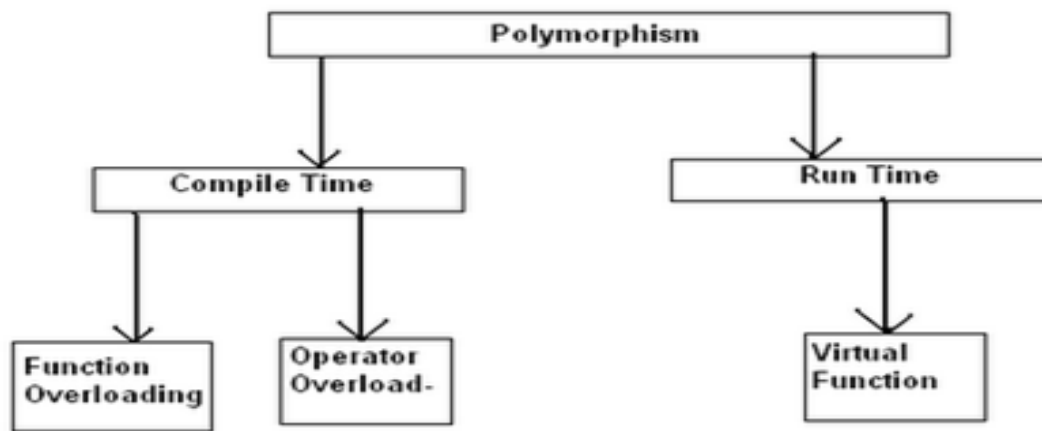 Polymorphism
Compile Time
Run Time
Function
Overloading
Operator
Overload-
Virtual
Function